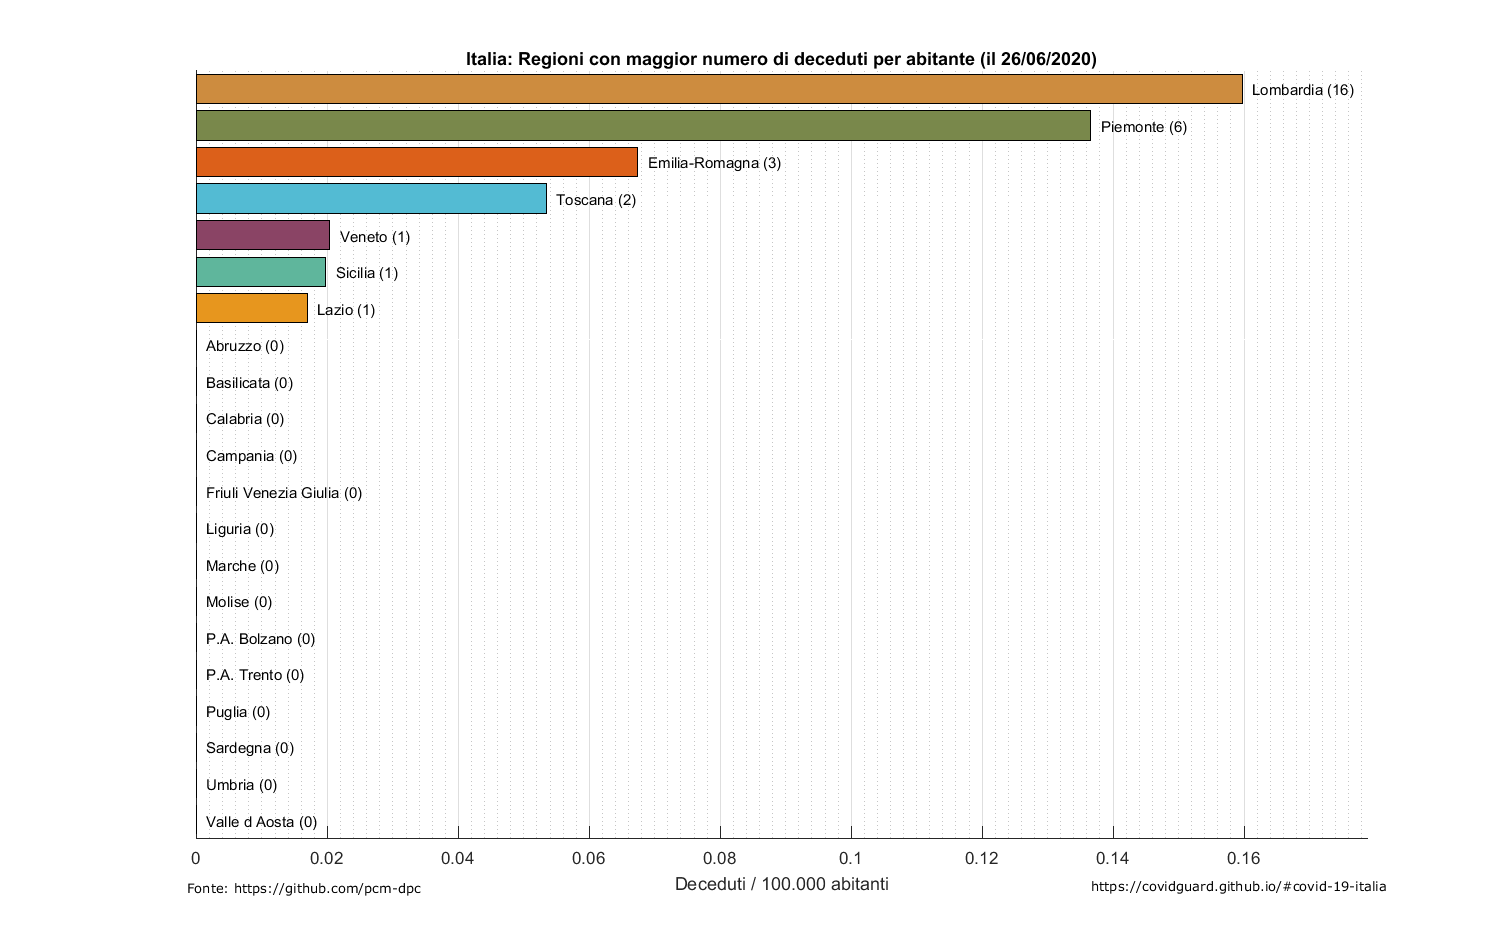 Italia: Regioni con maggior numero di deceduti per abitante (il 26/06/2020)
Lombardia (16)
Piemonte (6)
Emilia-Romagna (3)
Toscana (2)
Veneto (1)
Sicilia (1)
Lazio (1)
Abruzzo (0)
Basilicata (0)
Calabria (0)
Campania (0)
Friuli Venezia Giulia (0)
Liguria (0)
Marche (0)
Molise (0)
P.A. Bolzano (0)
P.A. Trento (0)
Puglia (0)
Sardegna (0)
Umbria (0)
Valle d Aosta (0)
0 0.02 0.04 0.06 0.08 0.1 0.12 0.14 0.16
Deceduti / 100.000 abitanti
Fonte: https://github.com/pcm-dpc
https://covidguard.github.io/#covid-19-italia